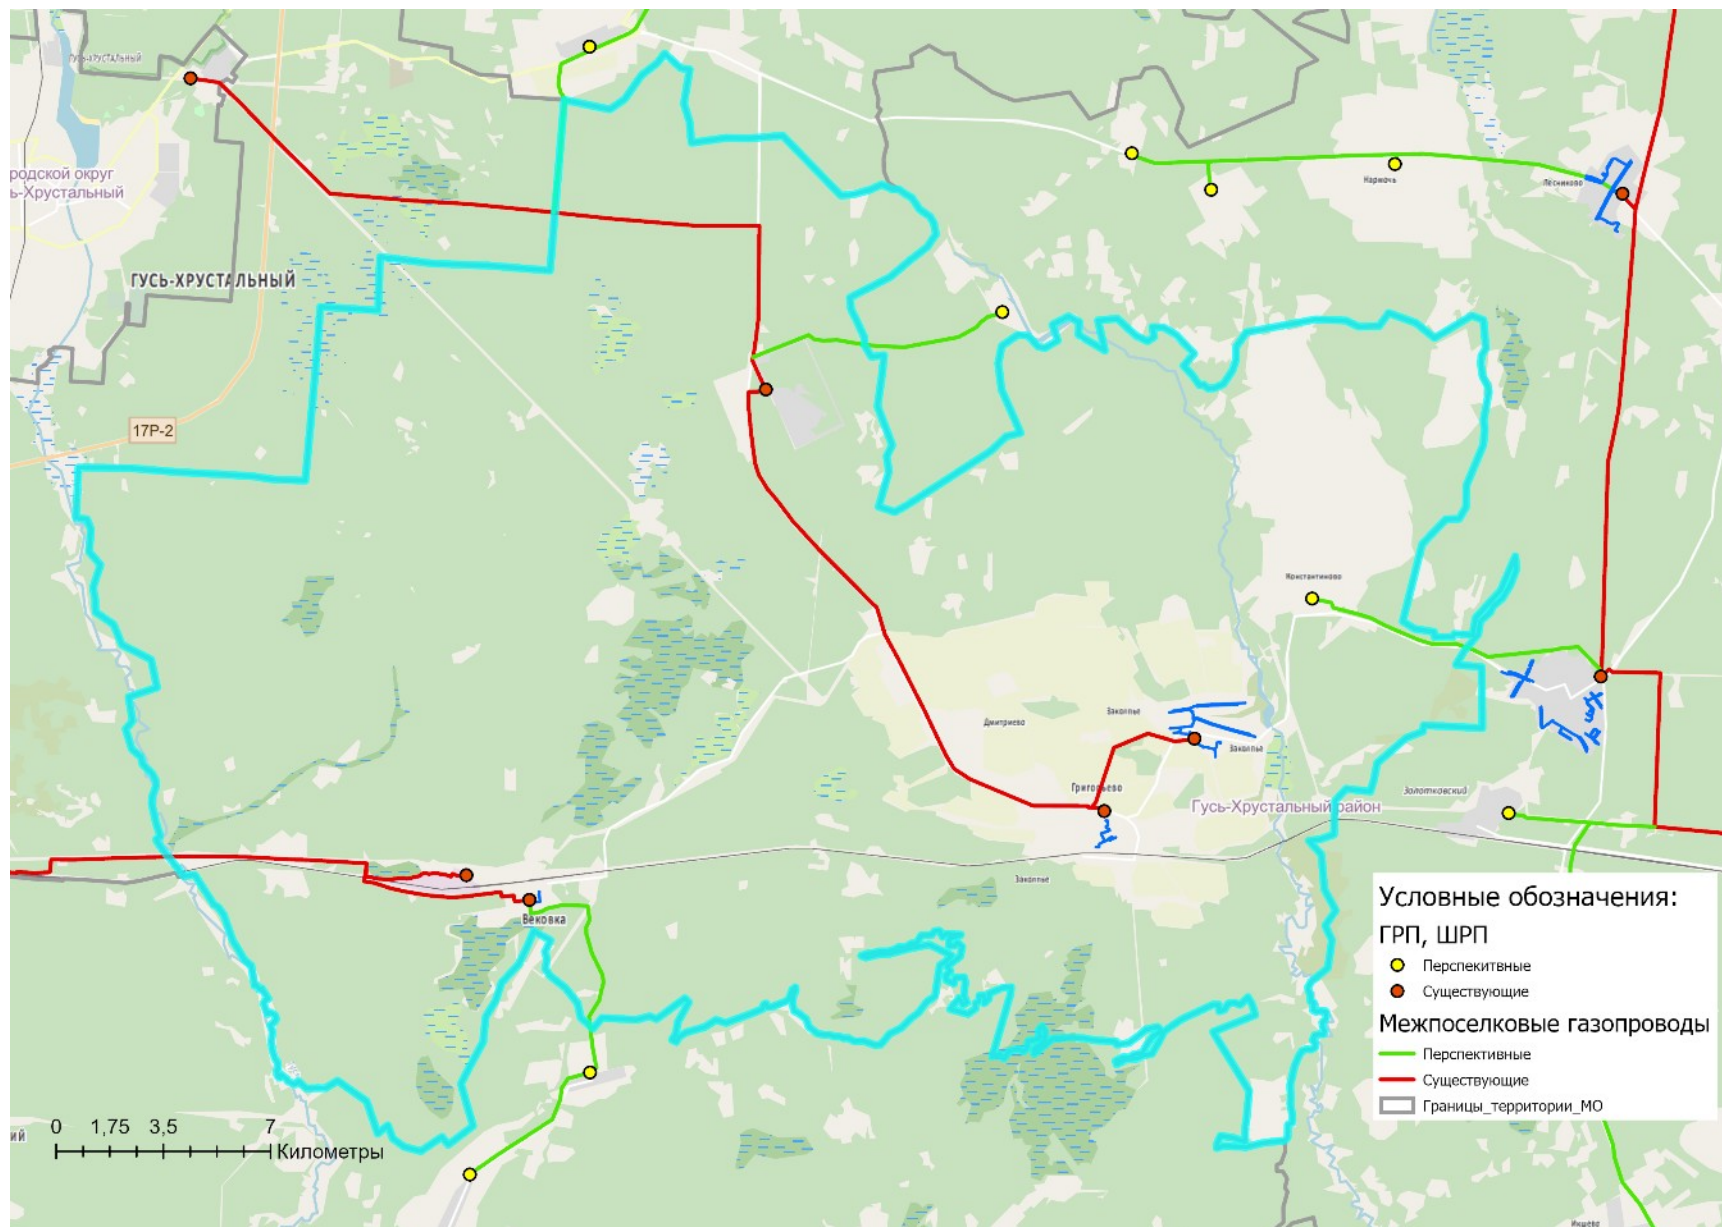 ГУСЬ-ХРУСТАЛЬНЫЙ
родской округ
ь-Хрустальный
Нармочь
Лесниково
ГУСЬ-ХРУСТАЛЬНЫЙ
17Р-2
Константиново
Заколпье
Дмитриево
Заколпье
Григорьево
Гусь-Хрустальный район
Золотковский
Заколпье
Вековка
Условные обозначения:
ГРП, ШРП
Перспекитвные
Существующие
Межпоселковые газопроводы
Перспективные
Существующие
Границы_территории_МО
0 1,75 3,5 7
Километры
ий